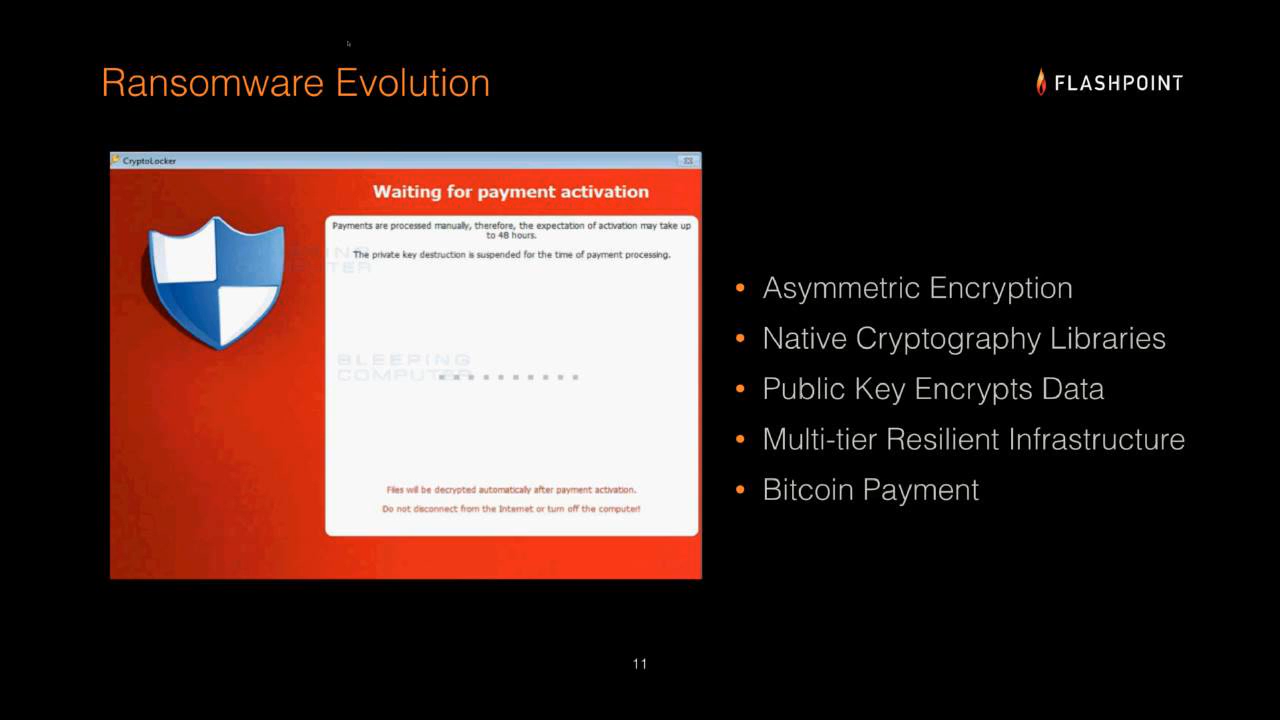 Ransomware Evolution
FLASHPOINT
CryptoLocker
Waiting for payment activation
Payments are processed manually, therefore, the expectation of activation may take up
to 48 hours.
The private key destruction is suspended for the time of payment processing.
BLEEPING
COMPUTER
Files will be decrypted automatically after payment activation.
Do not disconnect from the Internet or turn off the computer!
• Asymmetric Encryption
• Native Cryptography Libraries
• Public Key Encrypts Data
• Multi-tier Resilient Infrastructure
• Bitcoin Payment
11